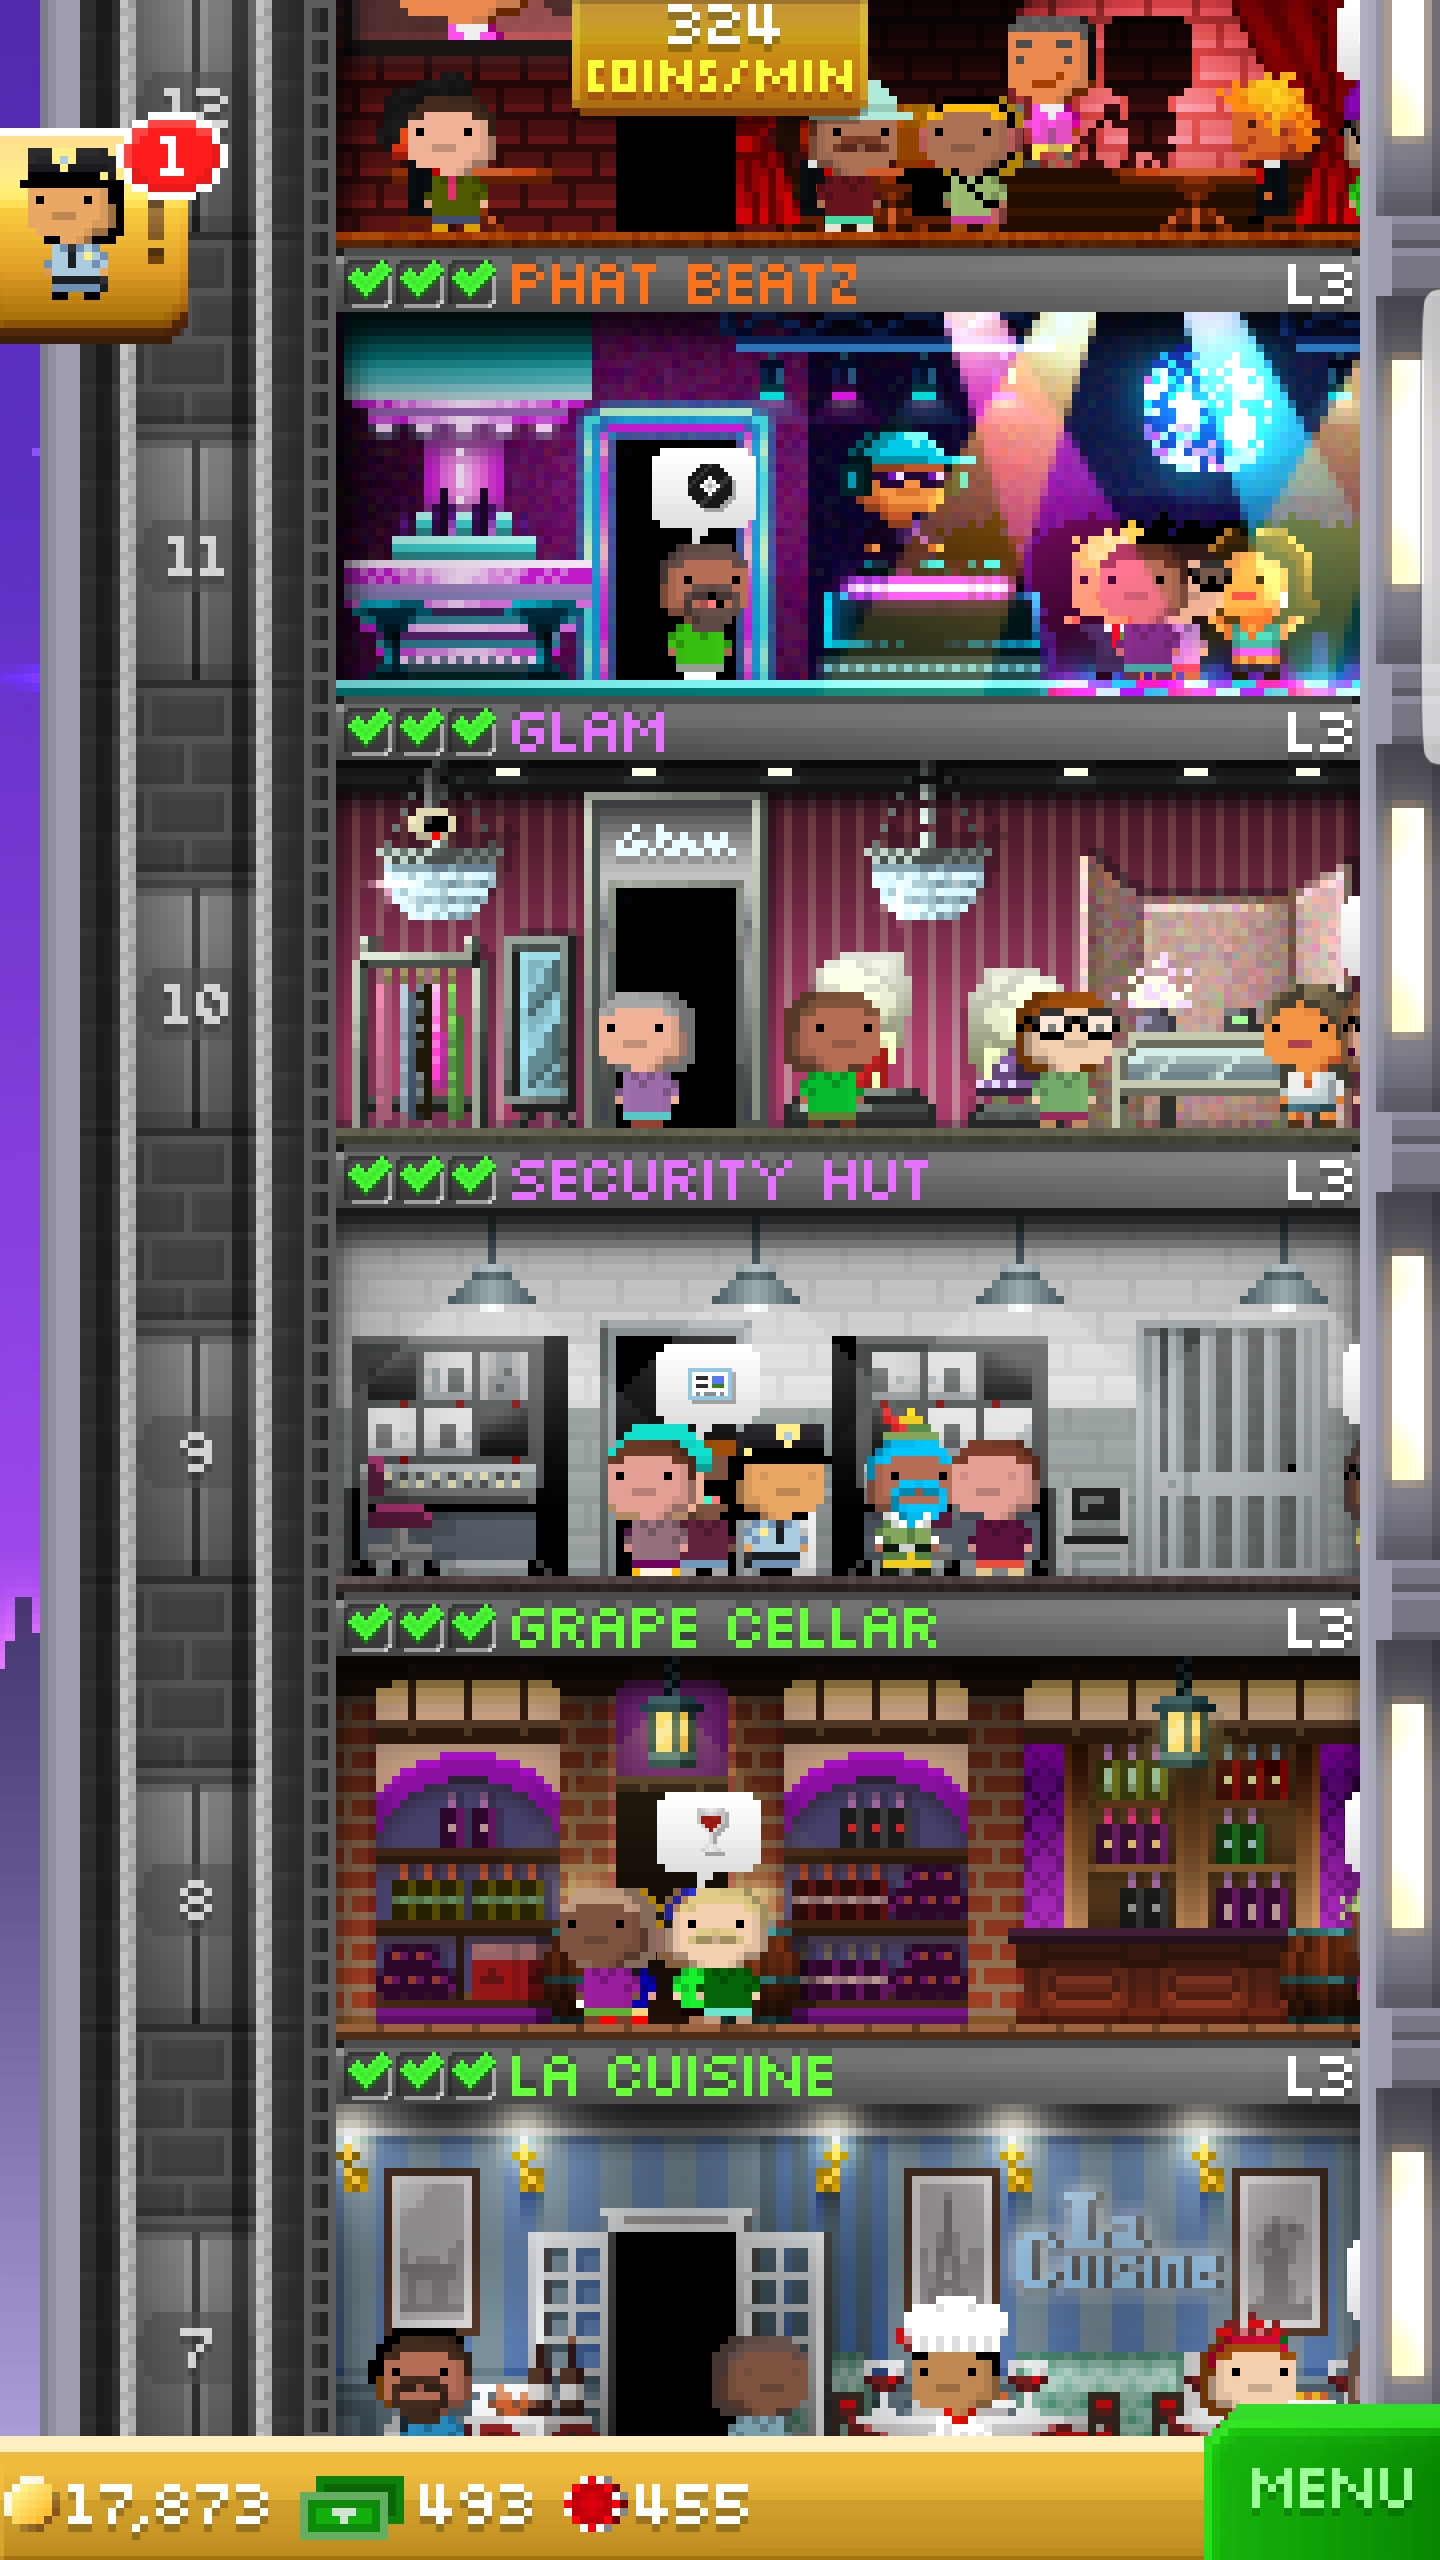 324
COINS/MIN
12
1
!
PHAT BEATZ L3
11
GLAM L3
Glam
10
SECURITY HUT L3
9
GRAPE CELLAR L3
8
LA CUISINE L3
La
Cuisine
7
17,873 493 455
MENU